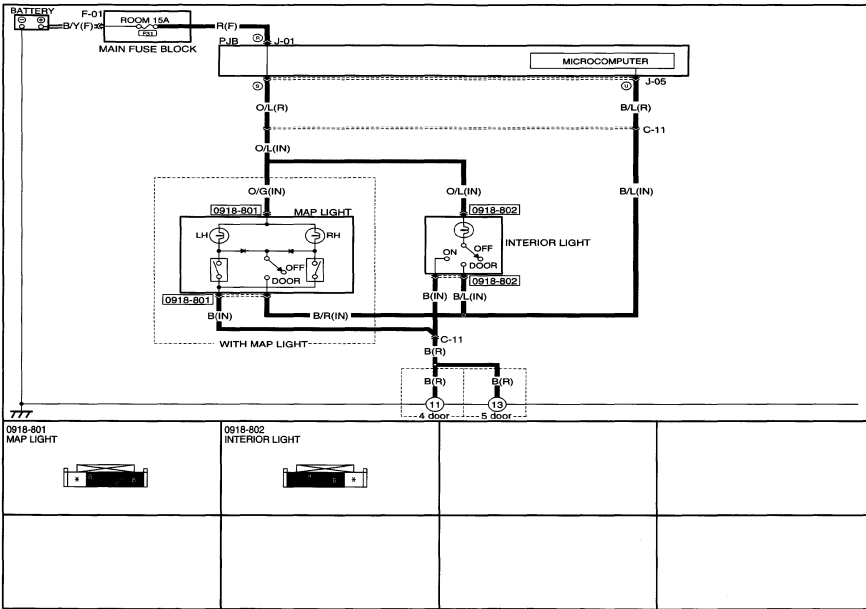 BATTERY
F-01
ROOM 15A
B/Y(F)
R(F)
MAIN FUSE BLOCK
PJB
J-01
MICROCOMPUTER
J-05
O/L(R)
B/L(R)
C-11
O/L(IN)
O/G(IN)
O/L(IN)
B/L(IN)
0918-801
MAP LIGHT
0918-802
LH
RH
INTERIOR LIGHT
ON
OFF
DOOR
OFF
DOOR
0918-802
0918-801
B(IN)
B/L(IN)
B(IN)
B/R(IN)
C-11
WITH MAP LIGHT
B(R)
B(R)
B(R)
11
13
4 door
5 door
0918-801
MAP LIGHT
0918-802
INTERIOR LIGHT
*
*